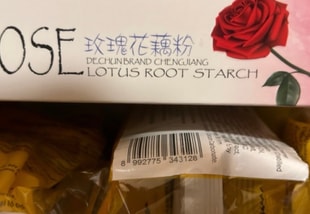 OSE 玫瑰花藕粉
DECHUN BRAND CHENGJIANG
LOTUS ROOT STARCH
8 992775 343128